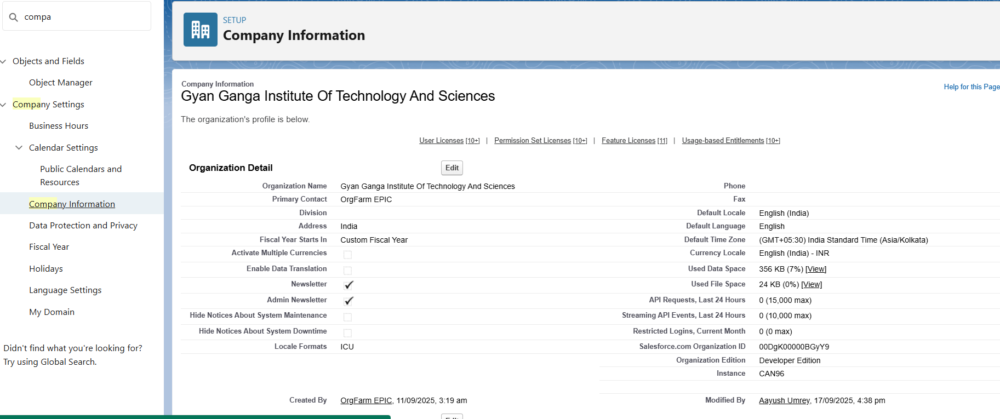 compa
Objects and Fields
Object Manager
Company Settings
Business Hours
Calendar Settings
Public Calendars and
Resources
Company Information
Data Protection and Privacy
Fiscal Year
Holidays
Language Settings
My Domain
Didn't find what you're looking for?
Try using Global Search.
SETUP
Company Information
Company Information
Gyan Ganga Institute Of Technology And Sciences
Help for this Page
The organization's profile is below.
User Licenses [10+] | Permission Set Licenses [10+] | Feature Licenses [11] | Usage-based Entitlements [10+]
Organization Detail Edit
Organization Name Gyan Ganga Institute Of Technology And Sciences Phone
Primary Contact OrgFarm EPIC Fax
Division Default Locale English (India)
Address India Default Language English
Fiscal Year Starts In Custom Fiscal Year Default Time Zone (GMT+05:30) India Standard Time (Asia/Kolkata)
Activate Multiple Currencies Currency Locale English (India) - INR
Enable Data Translation Used Data Space 356 KB (7%) [View]
Newsletter Used File Space 24 KB (0%) [View]
Admin Newsletter API Requests, Last 24 Hours 0 (15,000 max)
Hide Notices About System Maintenance Streaming API Events, Last 24 Hours 0 (10,000 max)
Hide Notices About System Downtime Restricted Logins, Current Month 0 (0 max)
Locale Formats ICU Salesforce.com Organization ID 00DgK00000BGyY9
Organization Edition Developer Edition
Instance CAN96
Created By OrgFarm EPIC, 11/09/2025, 3:19 am Modified By Aayush Umrey, 17/09/2025, 4:38 pm
Edit